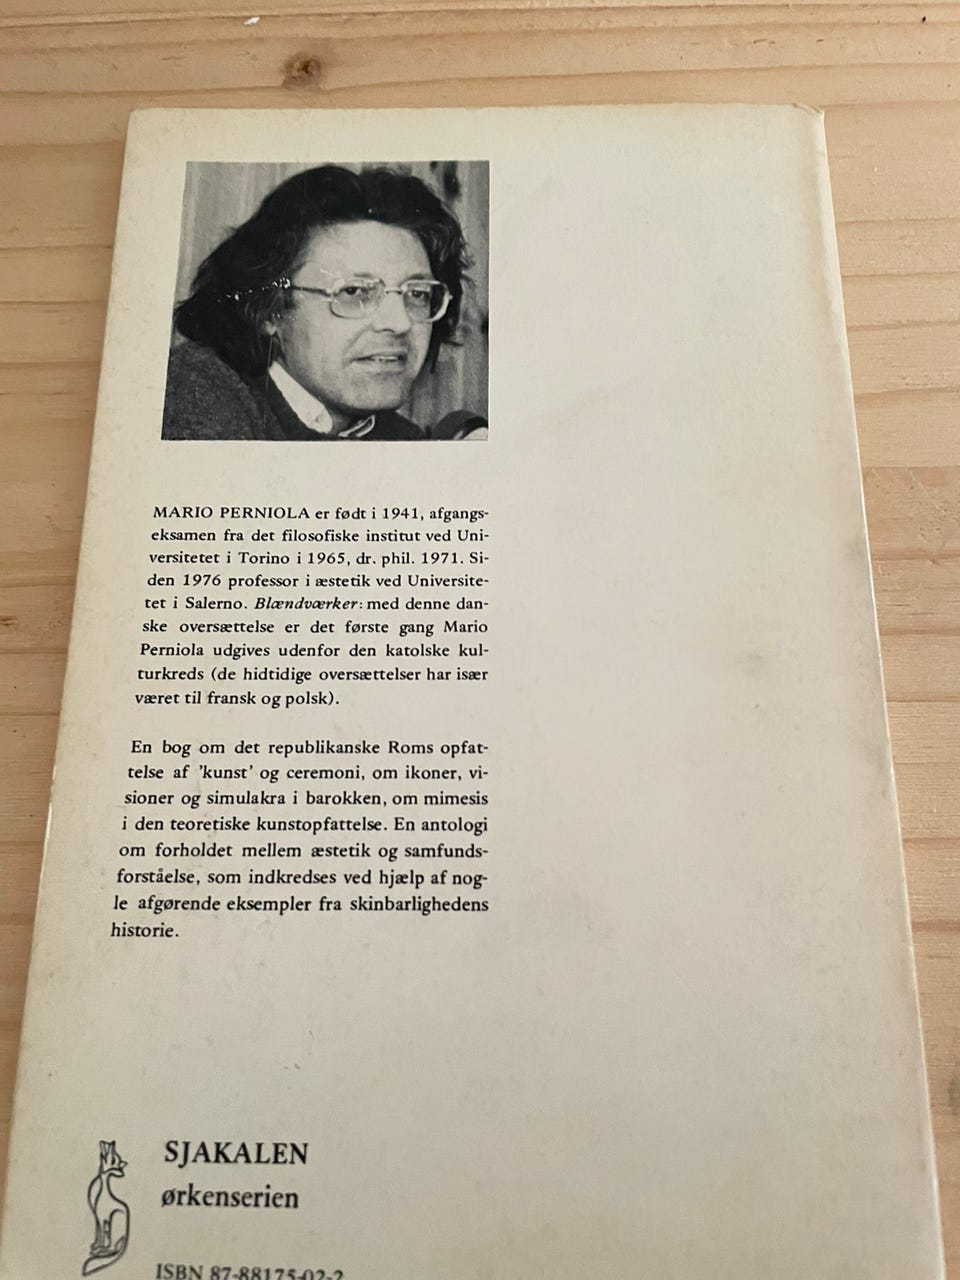 MARIO PERNIOLA er født i 1941, afgangs-
eksamen fra det filosofiske institut ved Uni-
versitetet i Torino i 1965, dr. phil. 1971. Si-
den 1976 professor i æstetik ved Universite-
tet i Salerno. Blændværker: med denne dan-
ske oversættelse er det første gang Mario
Perniola udgives udenfor den katolske kul-
turkreds (de hidtidige oversættelser har især
været til fransk og polsk).
En bog om det republikanske Roms opfat-
telse af 'kunst' og ceremoni, om ikoner, vi-
sioner og simulakra i barokken, om mimesis
i den teoretiske kunstopfattelse. En antologi
om forholdet mellem æstetik og samfunds-
forståelse, som indkredses ved hjælp af nog-
le afgørende eksempler fra skinbarlighedens
historie.
SJAKALEN
ørkenserien
ISBN 87-88175-02-2